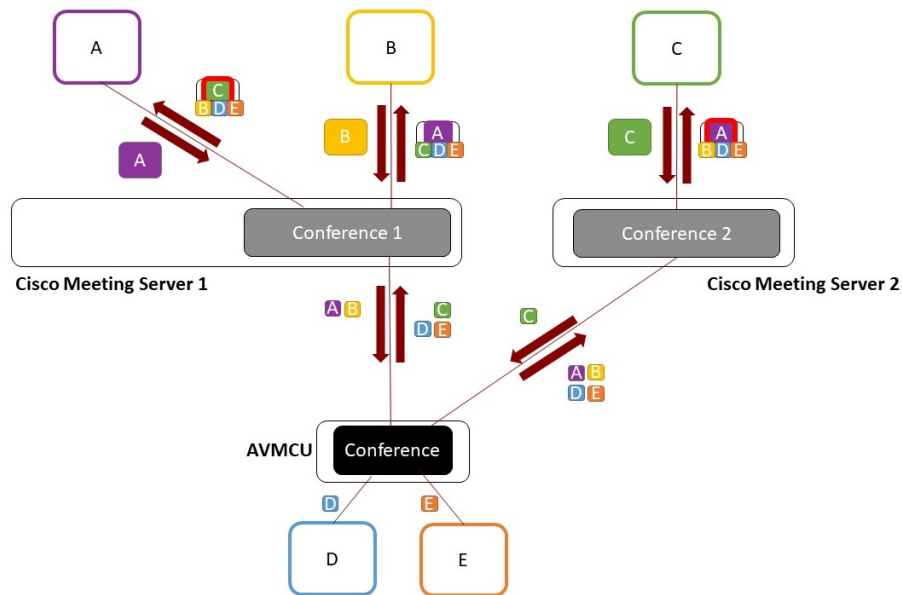 A
B
C
C
B D E
A
B
A
C D E
C
A
B D E
Conference 1
Conference 2
Cisco Meeting Server 1
Cisco Meeting Server 2
A B
C
D E
C
A B
D E
AVMCU
Conference
D
E
D
E